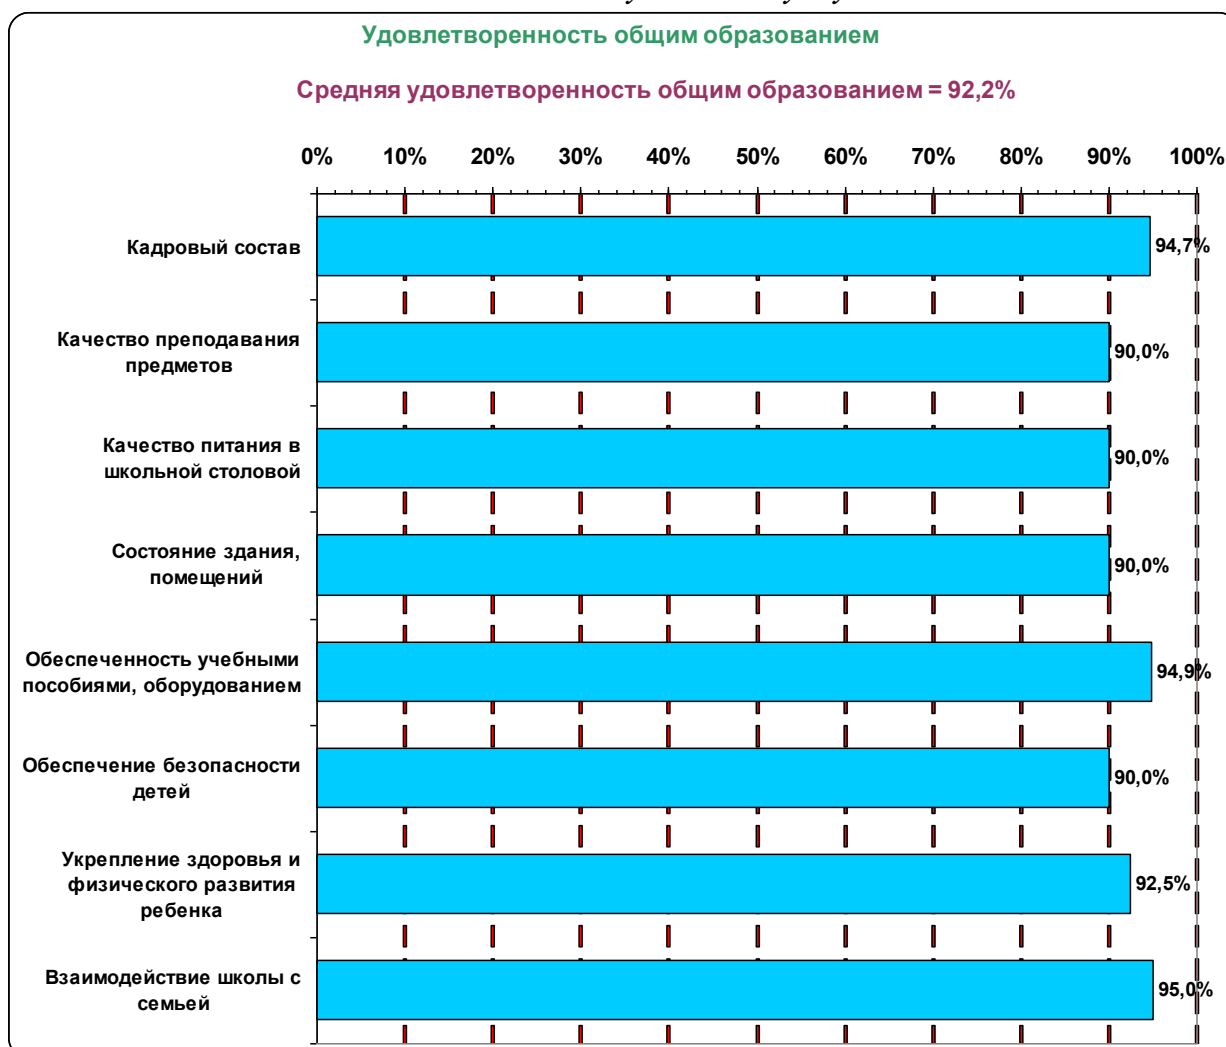 Удовлетворенность общим образованием
Средняя удовлетворенность общим образованием = 92,2%
0% 10% 20% 30% 40% 50% 60% 70% 80% 90% 100%
Кадровый состав
94,7%
Качество преподавания
предметов
90,0%
Качество питания в
школьной столовой
90,0%
Состояние здания,
помещений
90,0%
Обеспеченность учебными
пособиями, оборудованием
94,9%
Обеспечение безопасности
детей
90,0%
Укрепление здоровья и
физического развития
ребенка
92,5%
Взаимодействие школы с
семьей
95,0%